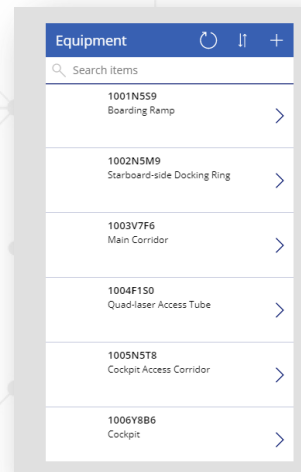 Equipment
Search items
1001N5S9
Boarding Ramp
1002N5M9
Starboard-side Docking Ring
1003V7F6
Main Corridor
1004F1S0
Quad-laser Access Tube
1005N5T8
Cockpit Access Corridor
1006Y8B6
Cockpit